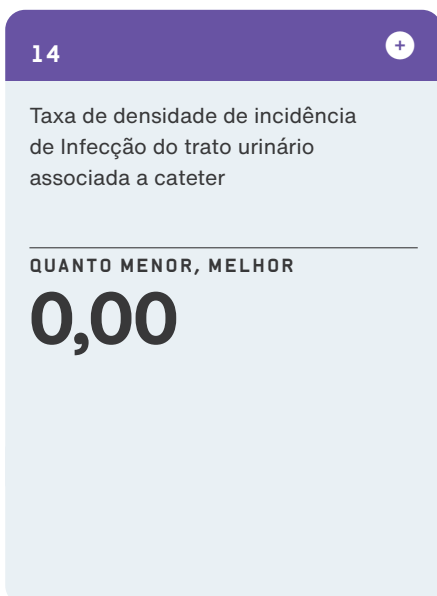 14
+
Taxa de densidade de incidência
de Infecção do trato urinário
associada a cateter
QUANTO MENOR, MELHOR
0,00